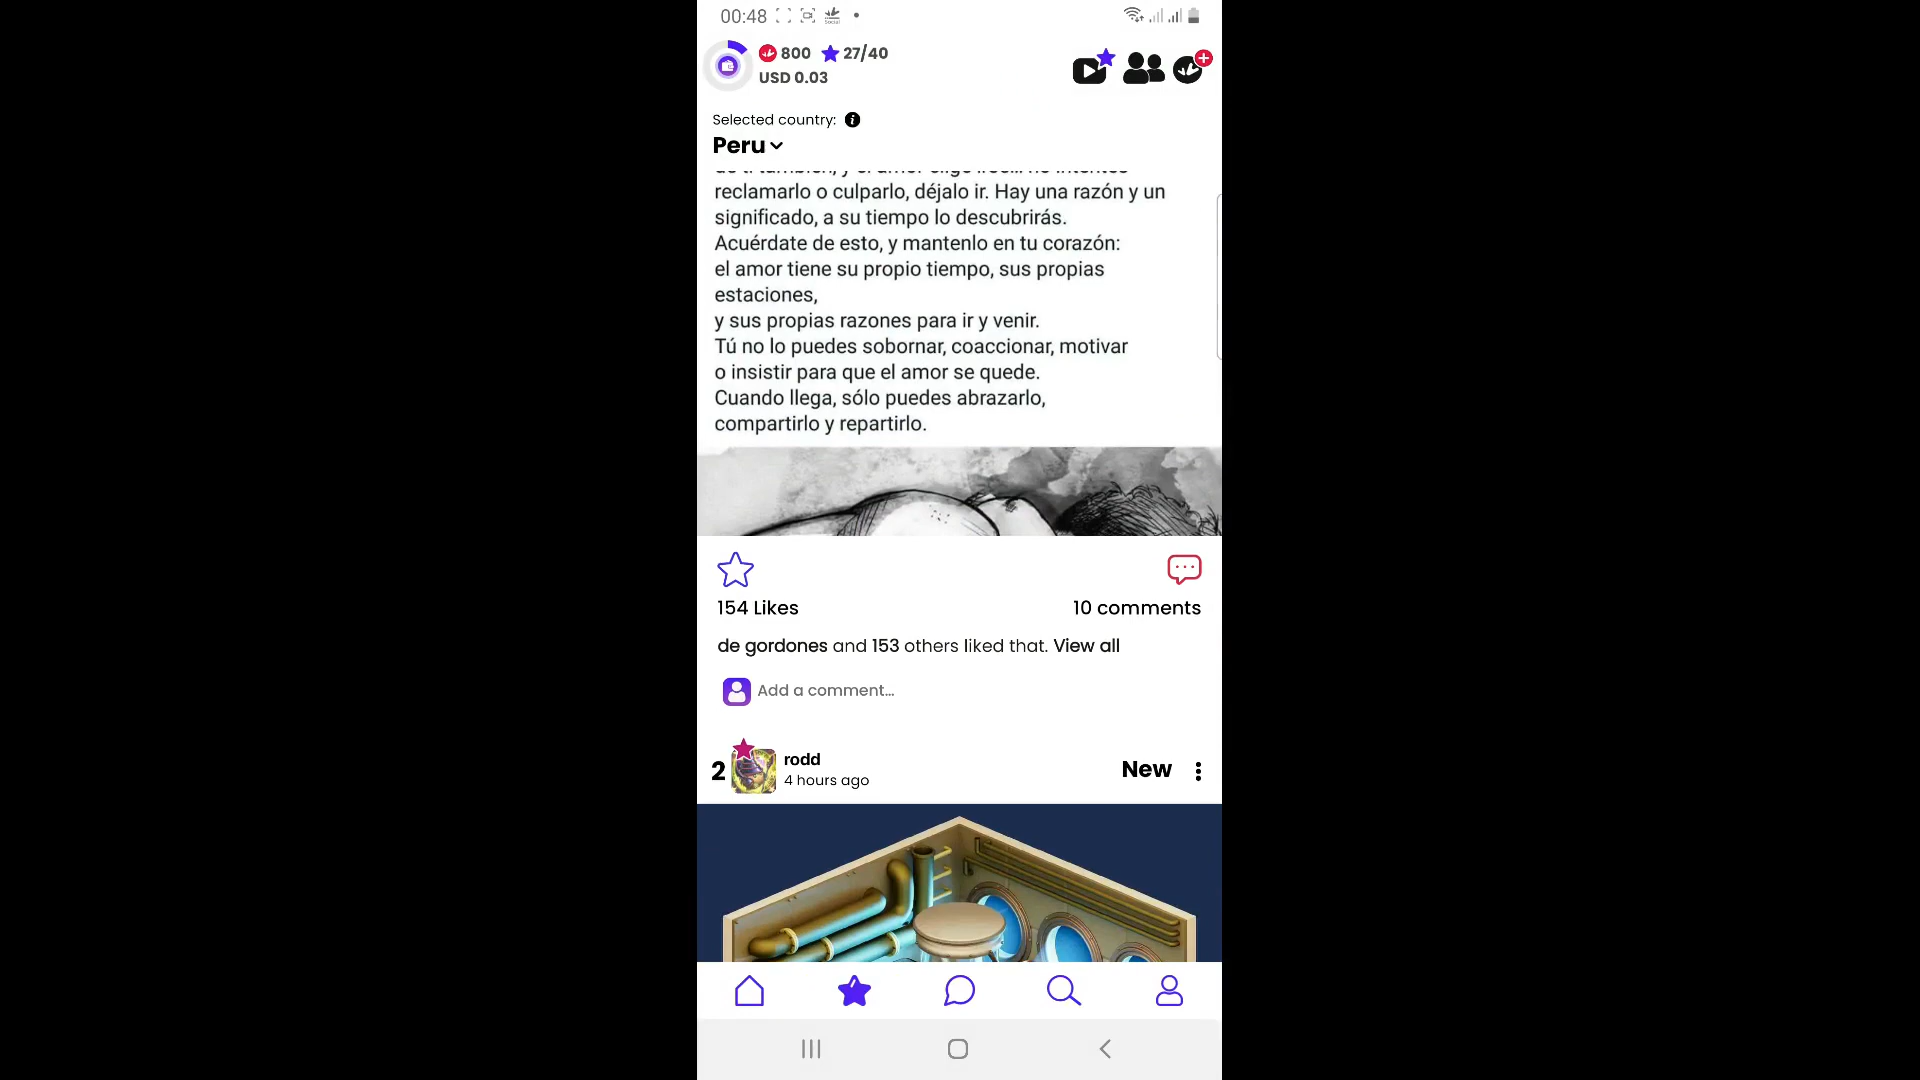 00:48
800 27/40
USD 0.03
Selected country:
Peru
reclamarlo o culparlo, déjalo ir. Hay una razón y un
significado, a su tiempo lo descubrirás.
Acuérdate de esto, y mantenlo en tu corazón:
el amor tiene su propio tiempo, sus propias
estaciones,
y sus propias razones para ir y venir.
Tú no lo puedes sobornar, coaccionar, motivar
o insistir para que el amor se quede.
Cuando llega, sólo puedes abrazarlo,
compartirlo y repartirlo.
154 Likes 10 comments
de gordones and 153 others liked that. View all
Add a comment...
2 rodd New
4 hours ago